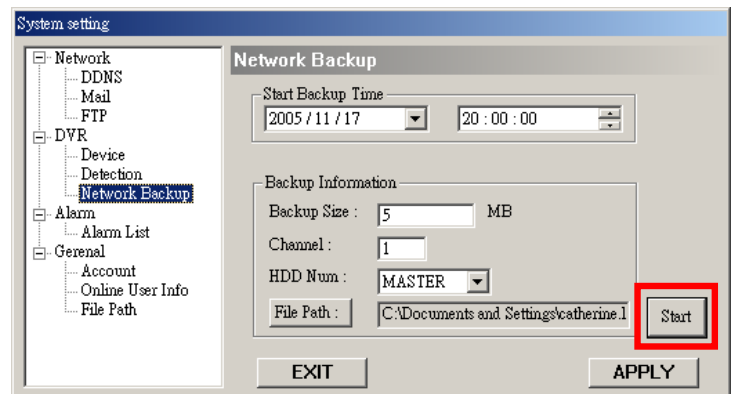 System setting
Network
DDNS
Mail
FTP
DVR
Device
Detection
Network Backup
Alarm
Alarm List
Gerenal
Account
Online User Info
File Path
Network Backup
Start Backup Time
2005 / 11 / 17 20 : 00 : 00
Backup Information
Backup Size : 5 MB
Channel : 1
HDD Num : MASTER
File Path : C:\Documents and Settings\catherine.l
Start
EXIT APPLY